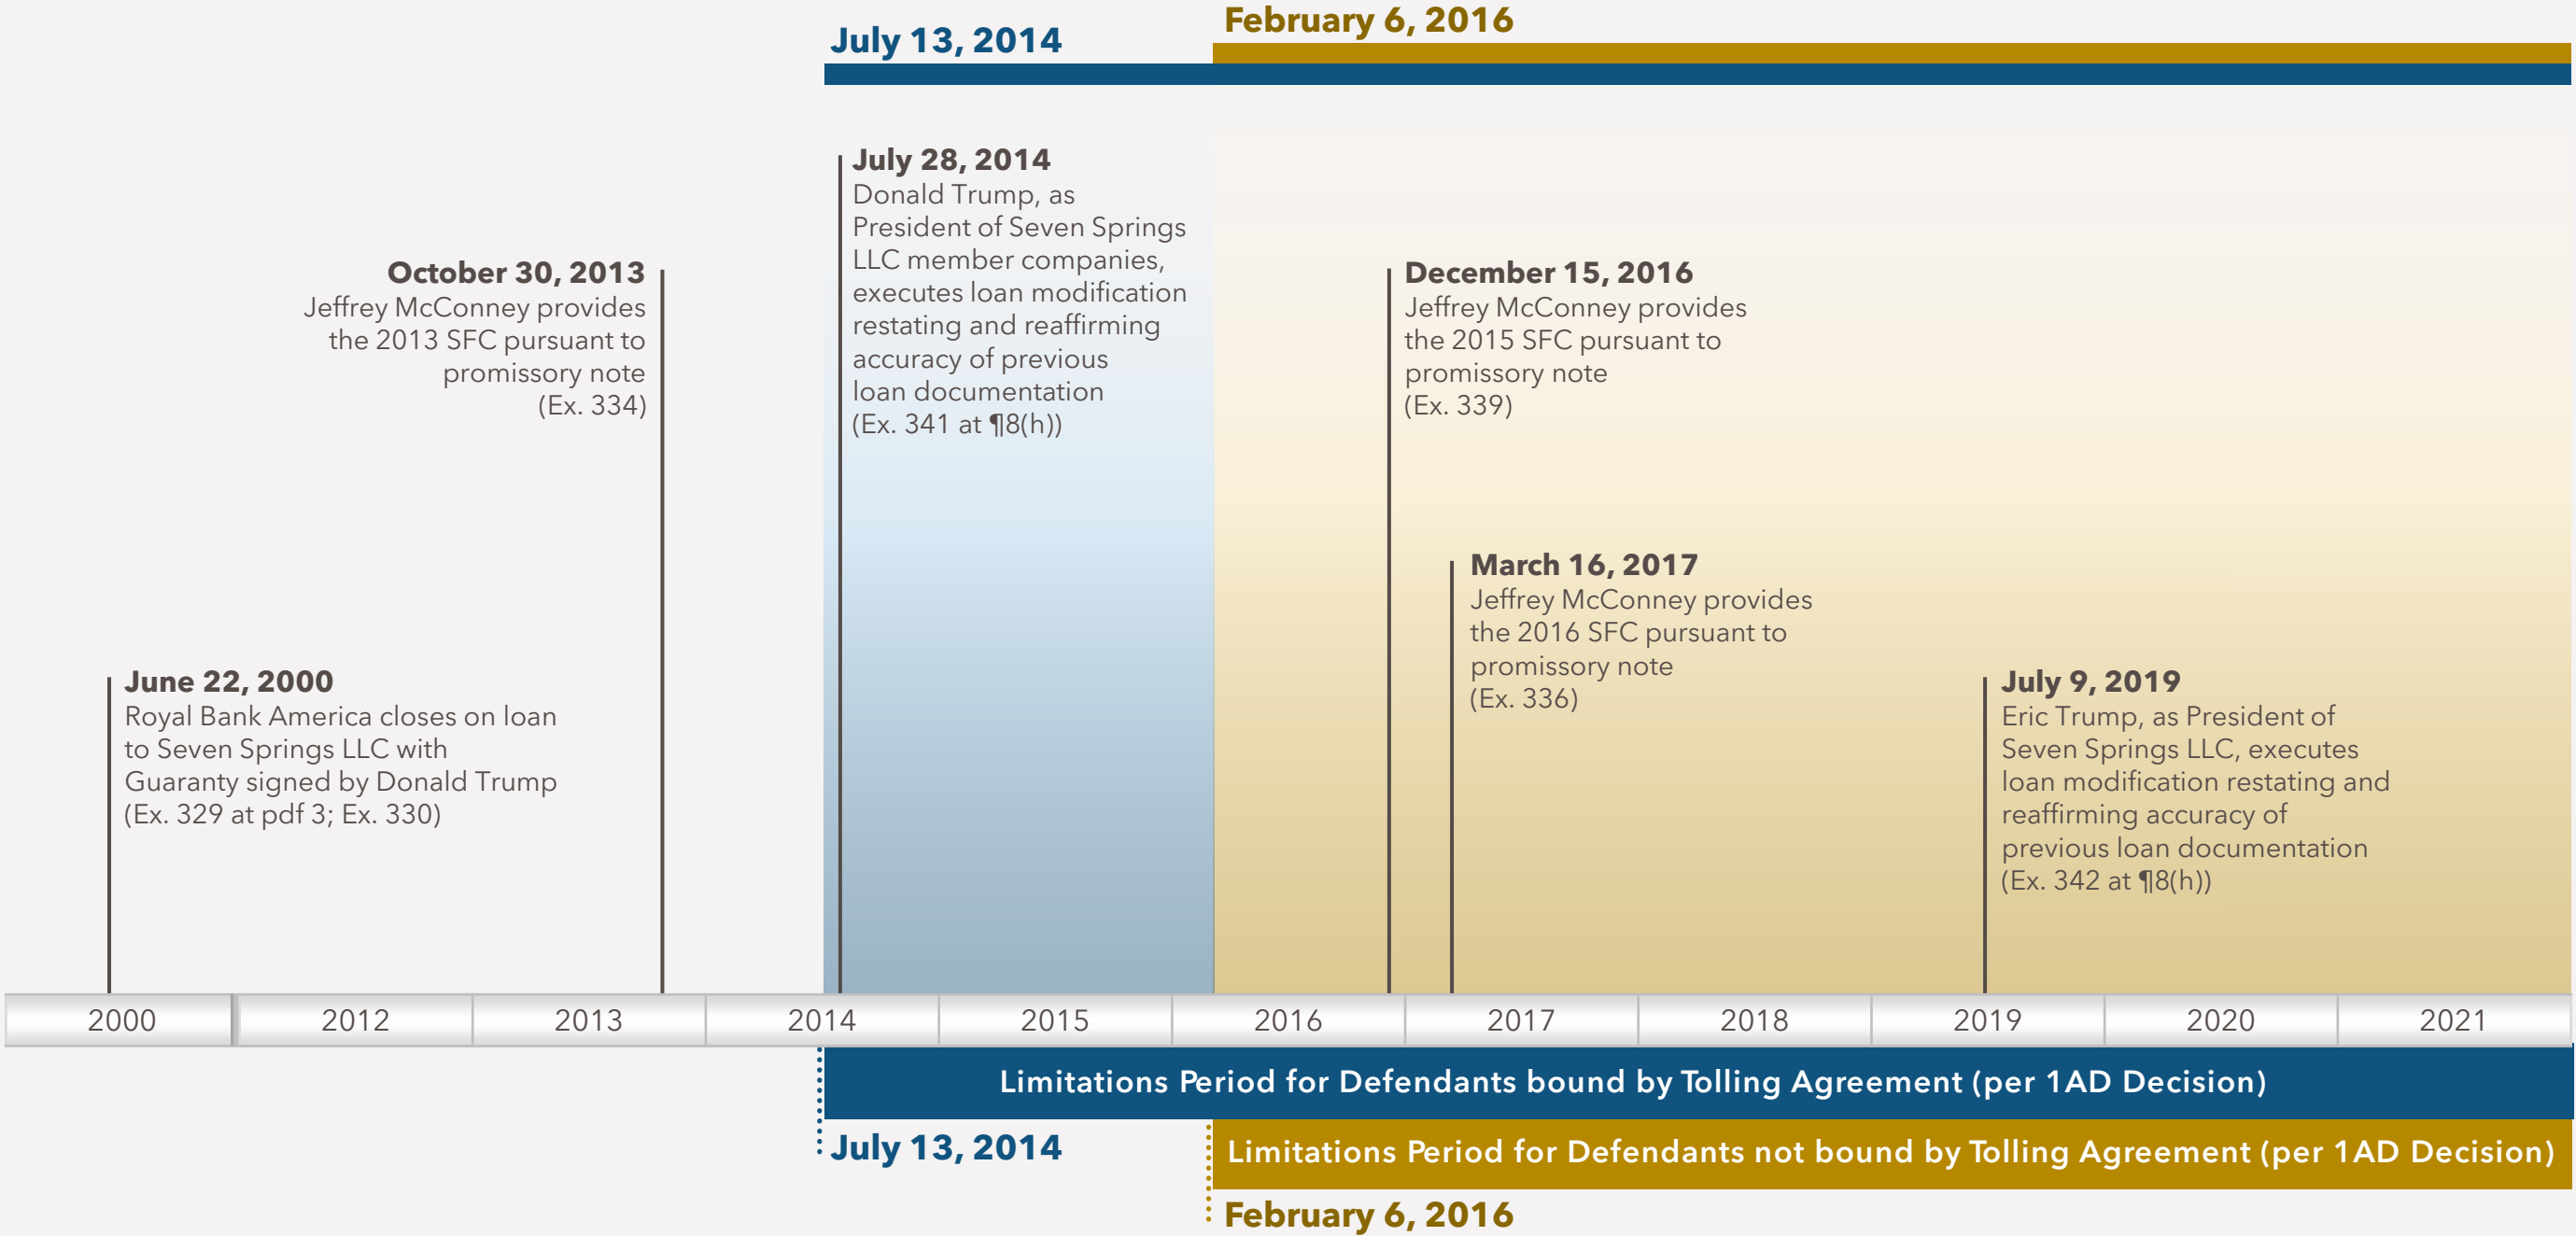 July 13, 2014
February 6, 2016
July 28, 2014
Donald Trump, as
President of Seven Springs
LLC member companies,
executes loan modification
restating and reaffirming
accuracy of previous
loan documentation
(Ex. 341 at ¶8(h))
October 30, 2013
Jeffrey McConney provides
the 2013 SFC pursuant to
promissory note
(Ex. 334)
December 15, 2016
Jeffrey McConney provides
the 2015 SFC pursuant to
promissory note
(Ex. 339)
March 16, 2017
Jeffrey McConney provides
the 2016 SFC pursuant to
promissory note
(Ex. 336)
June 22, 2000
Royal Bank America closes on loan
to Seven Springs LLC with
Guaranty signed by Donald Trump
(Ex. 329 at pdf 3; Ex. 330)
July 9, 2019
Eric Trump, as President of
Seven Springs LLC, executes
loan modification restating and
reaffirming accuracy of
previous loan documentation
(Ex. 342 at ¶8(h))
2000 2012 2013 2014 2015 2016 2017 2018 2019 2020 2021
Limitations Period for Defendants bound by Tolling Agreement (per 1AD Decision)
July 13, 2014
Limitations Period for Defendants not bound by Tolling Agreement (per 1AD Decision)
February 6, 2016